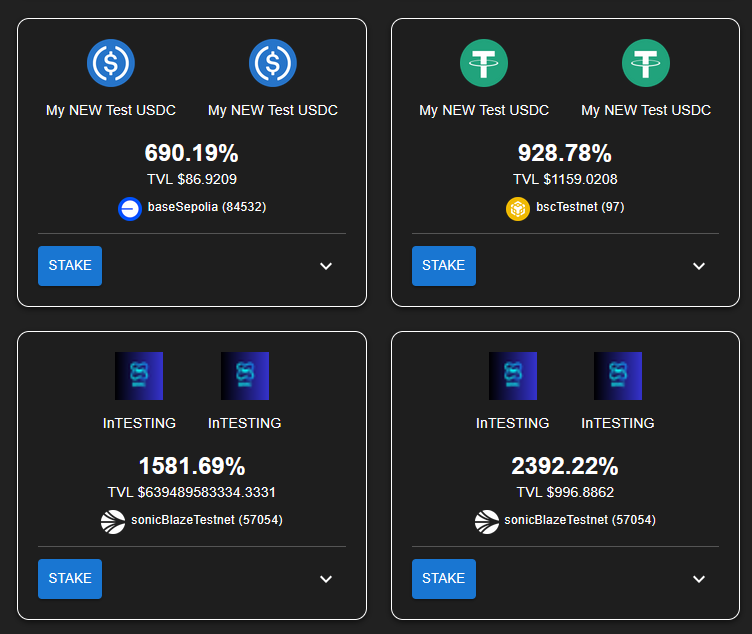 My NEW Test USDC My NEW Test USDC
690.19%
TVL $86.9209
baseSepolia (84532)
STAKE
My NEW Test USDC My NEW Test USDC
928.78%
TVL $1159.0208
bscTestnet (97)
STAKE
InTESTING InTESTING
1581.69%
TVL $639489583334.3331
sonicBlazeTestnet (57054)
STAKE
InTESTING InTESTING
2392.22%
TVL $996.8862
sonicBlazeTestnet (57054)
STAKE